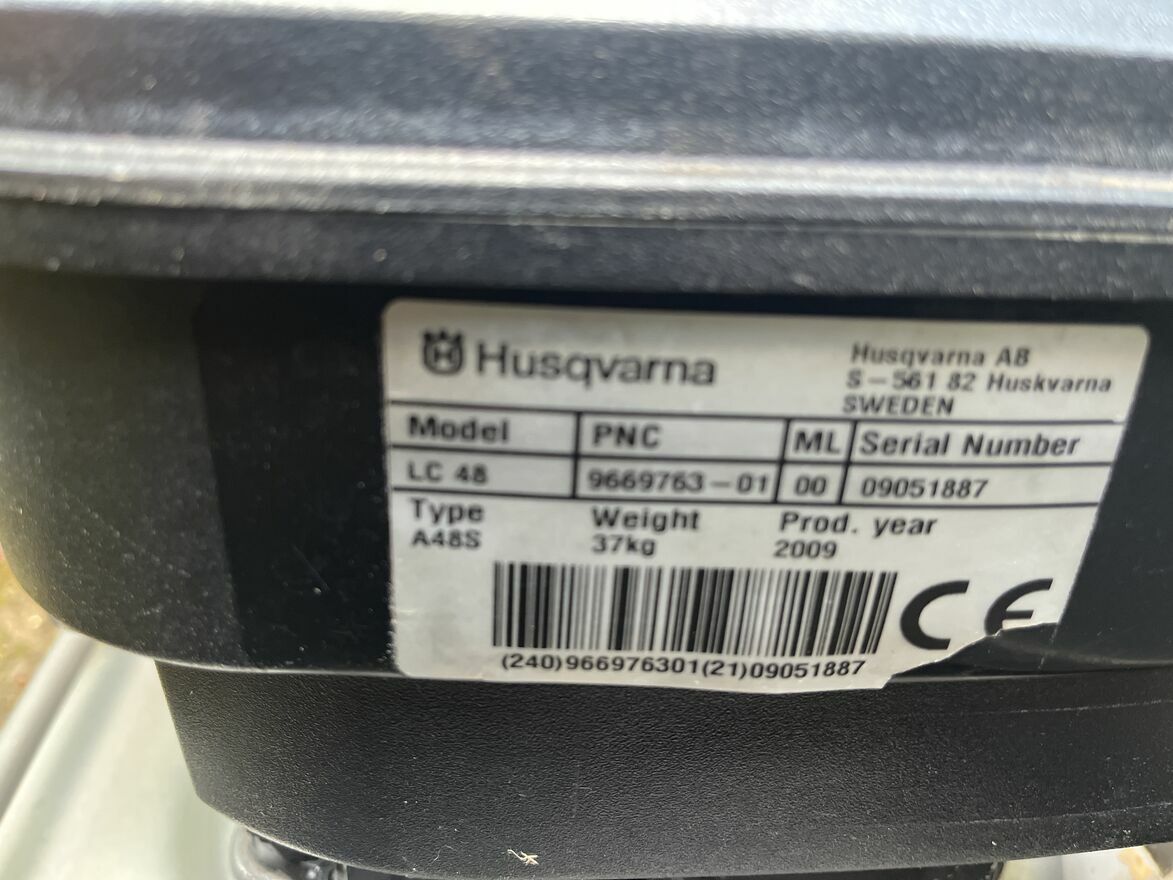 Husqvarna
Husqvarna AB
S-561 82 Huskvarna
SWEDEN
Model PNC ML Serial Number
LC 48 9669763-01 00 09051887
Type Weight Prod. year
A48S 37kg 2009
CE
(240)966976301(21)09051887